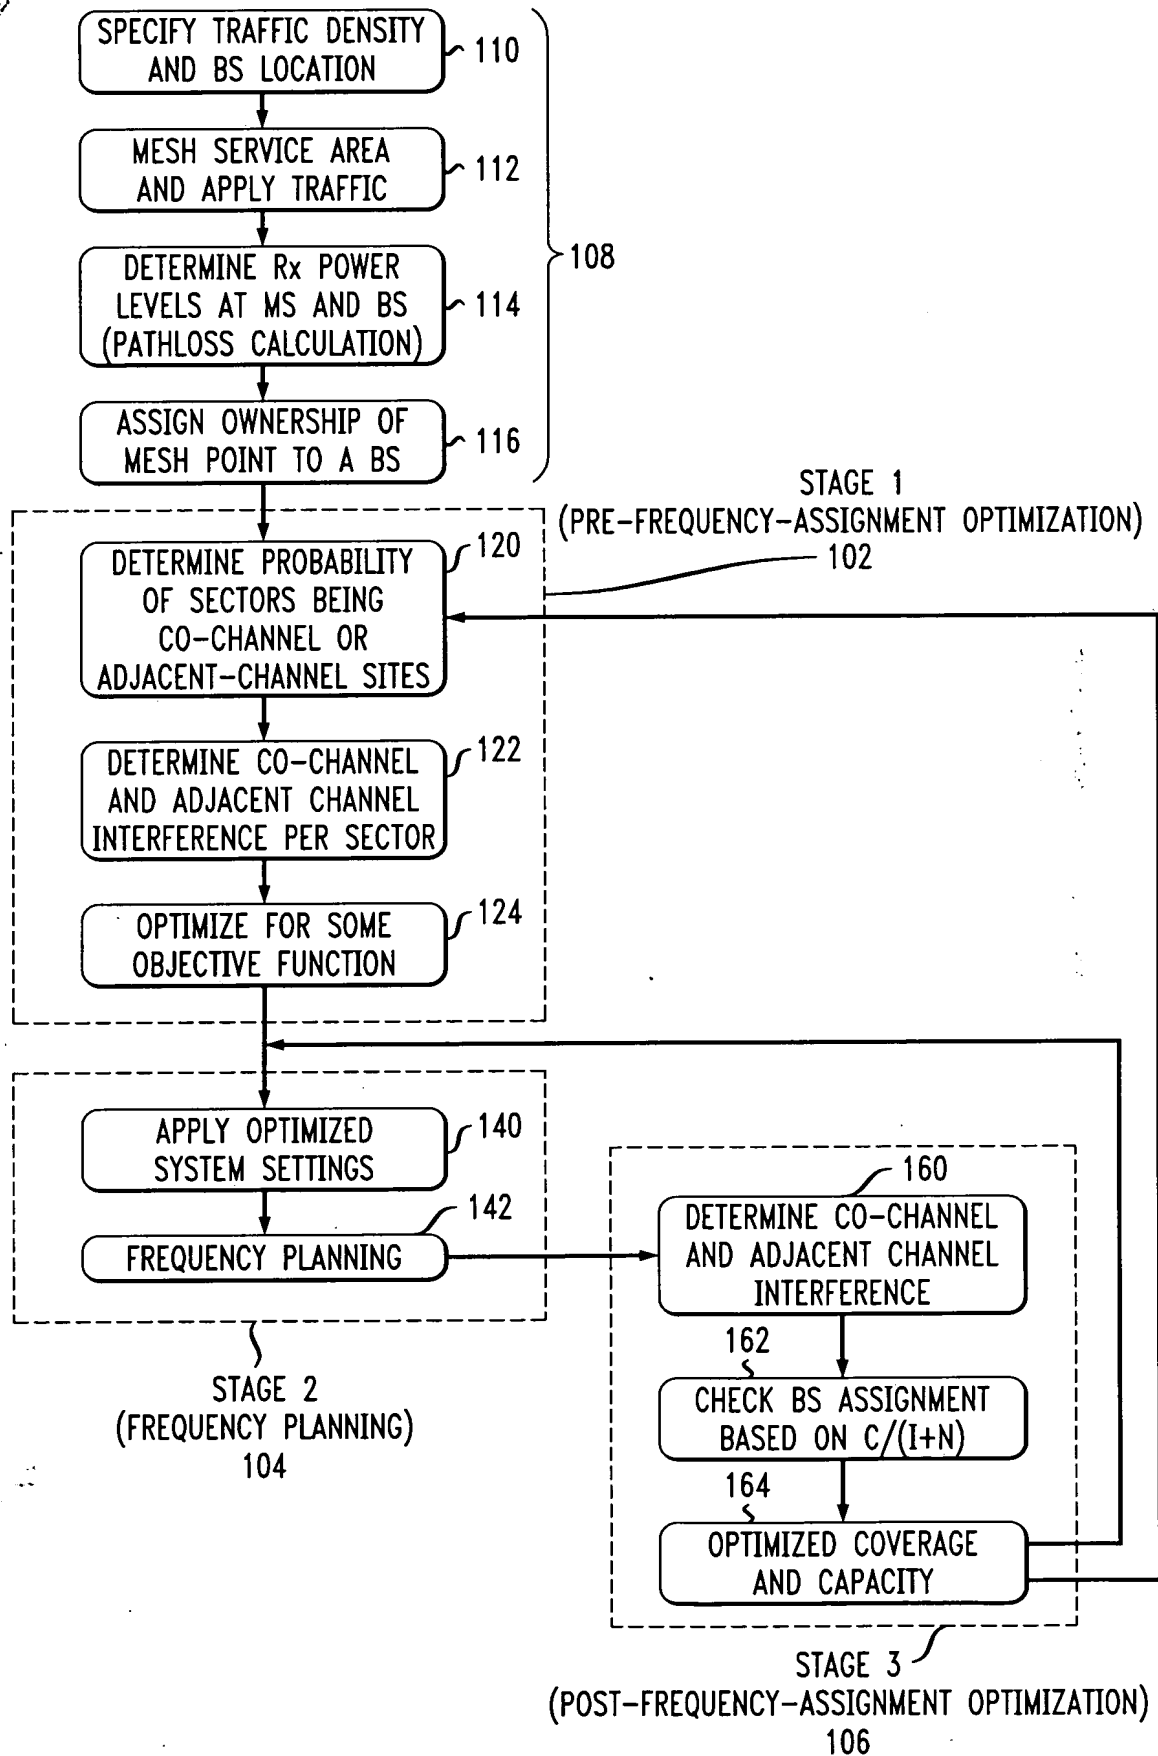 SPECIFY TRAFFIC DENSITY
AND BS LOCATION
110
MESH SERVICE AREA
AND APPLY TRAFFIC
112
DETERMINE Rx POWER
LEVELS AT MS AND BS
(PATHLOSS CALCULATION)
114
108
ASSIGN OWNERSHIP OF
MESH POINT TO A BS
116
STAGE 1
(PRE-FREQUENCY-ASSIGNMENT OPTIMIZATION)
102
DETERMINE PROBABILITY
OF SECTORS BEING
CO-CHANNEL OR
ADJACENT-CHANNEL SITES
120
DETERMINE CO-CHANNEL
AND ADJACENT CHANNEL
INTERFERENCE PER SECTOR
122
OPTIMIZE FOR SOME
OBJECTIVE FUNCTION
124
APPLY OPTIMIZED
SYSTEM SETTINGS
140
142
FREQUENCY PLANNING
STAGE 2
(FREQUENCY PLANNING)
104
160
DETERMINE CO-CHANNEL
AND ADJACENT CHANNEL
INTERFERENCE
162
CHECK BS ASSIGNMENT
BASED ON C/(I+N)
164
OPTIMIZED COVERAGE
AND CAPACITY
STAGE 3
(POST-FREQUENCY-ASSIGNMENT OPTIMIZATION)
106